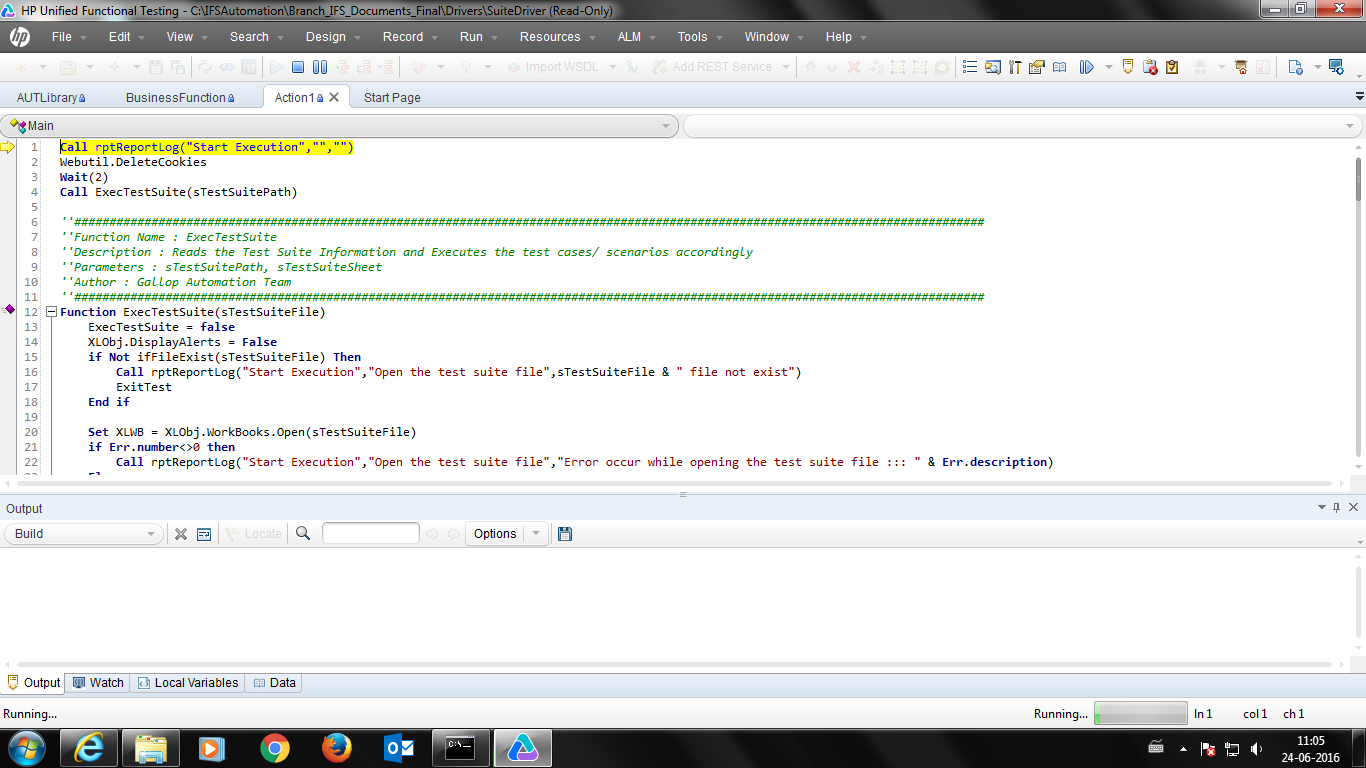 HP Unified Functional Testing - C:\IFSAutomation\Branch_IFS_Documents_Final\Drivers\SuiteDriver (Read-Only)
hp File Edit View Search Design Record Run Resources ALM Tools Window Help
Import WSDL Add REST Service
AUTLibrary BusinessFunction Action1 Start Page
Main
1 Call rptReportLog("Start Execution","","")
2 Webutil.DeleteCookies
3 Wait(2)
4 Call ExecTestSuite(sTestSuitePath)
5
6 ''##################################################################################################################################
7 ''Function Name : ExecTestSuite
8 ''Description : Reads the Test Suite Information and Executes the test cases/ scenarios accordingly
9 ''Parameters : sTestSuitePath, sTestSuiteSheet
10 ''Author : Gallop Automation Team
11 ''##################################################################################################################################
12 Function ExecTestSuite(sTestSuiteFile)
13 ExecTestSuite = false
14 XLObj.DisplayAlerts = False
15 if Not ifFileExist(sTestSuiteFile) Then
16 Call rptReportLog("Start Execution","Open the test suite file",sTestSuiteFile & " file not exist")
17 ExitTest
18 End if
19
20 Set XLWB = XLObj.WorkBooks.Open(sTestSuiteFile)
21 if Err.number<>0 then
22 Call rptReportLog("Start Execution","Open the test suite file","Error occur while opening the test suite file ::: " & Err.description)
Output
Build Locate Options
Output Watch Local Variables Data
Running... Running... ln 1 col 1 ch 1
C:\_
11:05
24-06-2016